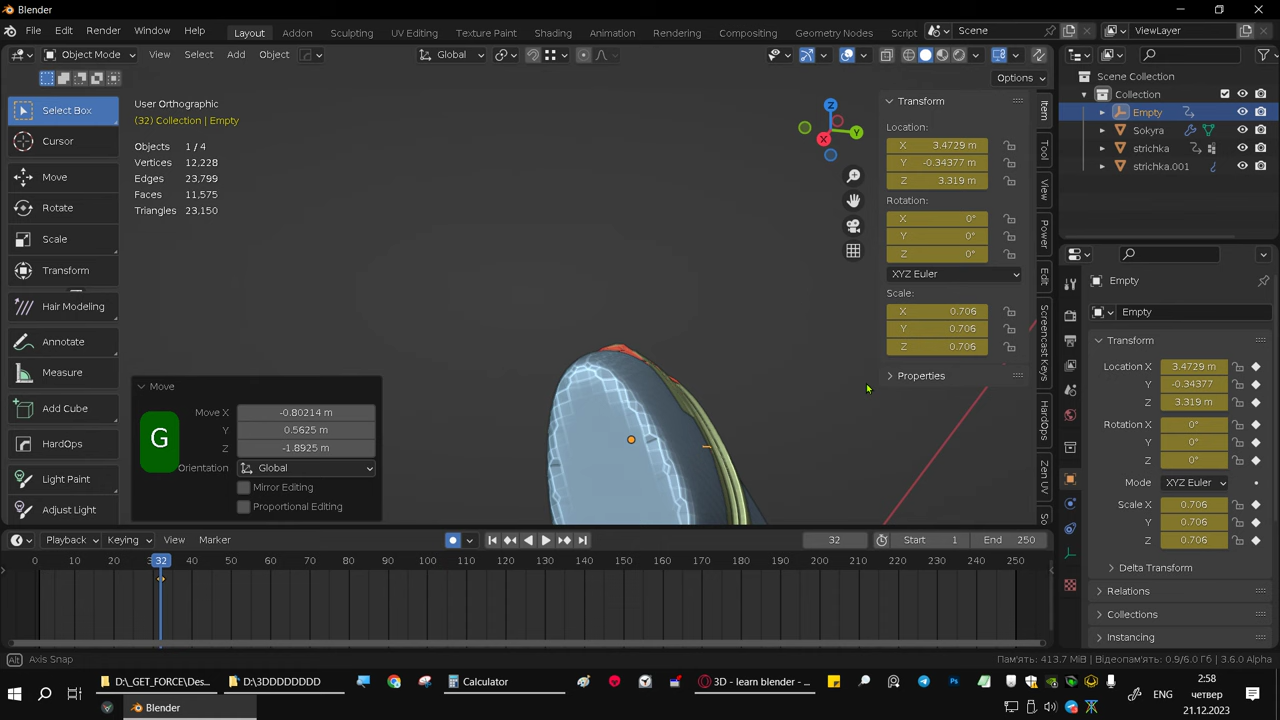 Blender
File Edit Render Window Help Layout Addon Sculpting UV Editing Texture Paint Shading Animation Rendering Compositing Geometry Nodes Script Scene ViewLayer
Object Mode View Select Add Object Global
Options
Select Box
Cursor
Move
Rotate
Scale
Transform
Hair Modeling
Annotate
Measure
Add Cube
HardOps
Light Paint
Adjust Light
User Orthographic
(32) Collection | Empty
Objects 1 / 4
Vertices 12,228
Edges 23,799
Faces 11,575
Triangles 23,150
Z
Y
X
Transform
Location:
X 3.4729 m
Y -0.34377 m
Z 3.319 m
Rotation:
X 0°
Y 0°
Z 0°
XYZ Euler
Scale:
X 0.706
Y 0.706
Z 0.706
Properties
Item
Tool
View
Power
Edit
Screencast Keys
HardOps
Zen UV
So
Move
Move X -0.80214 m
Y 0.5625 m
Z -1.8925 m
Orientation Global
Mirror Editing
Proportional Editing
G
Scene Collection
Collection
Empty
Sokyra
strichka
strichka.001
Empty
Empty
Transform
Location X 3.4729 m
Y -0.34377
Z 3.319 m
Rotation X 0°
Y 0°
Z 0°
Mode XYZ Euler
Scale X 0.706
Y 0.706
Z 0.706
Delta Transform
Relations
Collections
Instancing
Playback Keying View Marker 32 Start 1 End 250
0 10 20 32 40 50 60 70 80 90 100 110 120 130 140 150 160 170 180 190 200 210 220 230 240 250
Alt Axis Snap
Пам'ять: 413.7 MiB | Відеопам'ять: 0.9/6.0 Гб | 3.6.0 Alpha
D:\_GET_FORCE\Des... D:\3DDDDDDDD Calculator 3D - learn blender - ...
Blender
ENG
2:58
четвер
21.12.2023